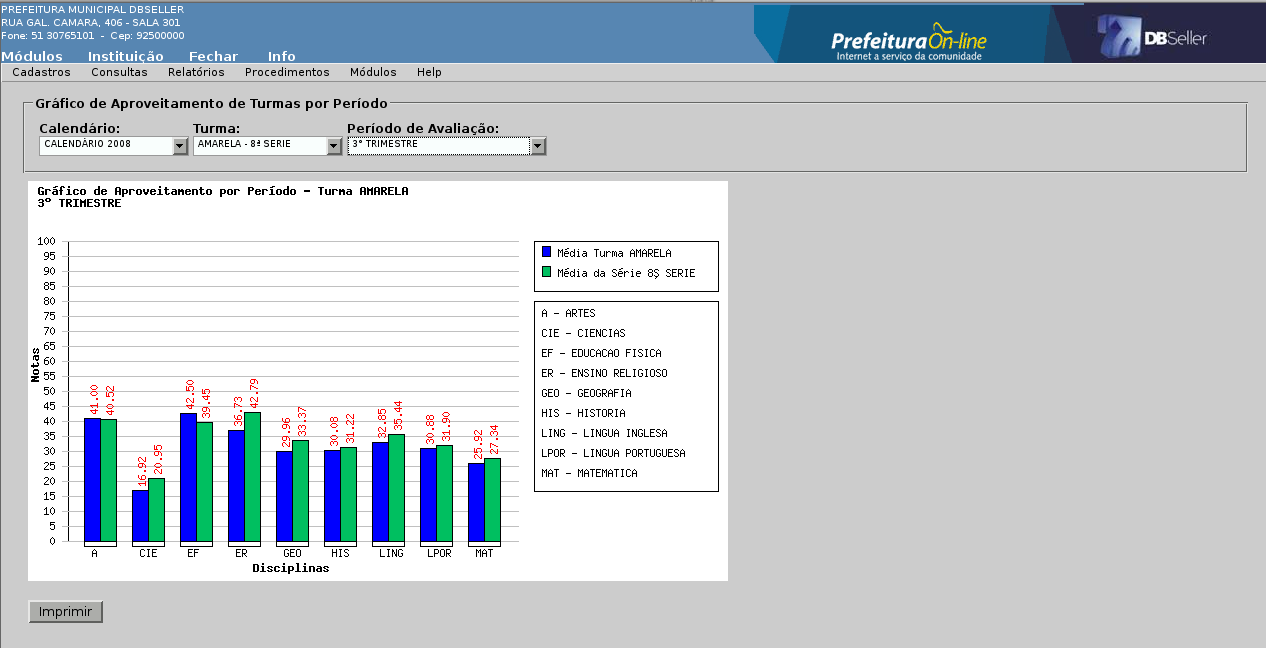 PREFEITURA MUNICIPAL DBSELLER
RUA GAL. CAMARA, 406 - SALA 301
Fone: 51 30765101 - Cep: 92500000
Prefeitura On-line
Internet a serviço da comunidade
DBSeller
Módulos Instituição Fechar Info
Cadastros Consultas Relatórios Procedimentos Módulos Help
Gráfico de Aproveitamento de Turmas por Período
Calendário: Turma: Período de Avaliação:
CALENDÁRIO 2008 AMARELA - 8ª SERIE 3° TRIMESTRE
Gráfico de Aproveitamento por Período - Turma AMARELA
3º TRIMESTRE
100
95
90
85
80
75
70
65
60
55
50
45
40
35
30
25
20
15
10
5
0
Notas
41.00 40.52 16.92 20.95 42.50 39.45 36.73 42.79 29.96 33.37 30.08 31.22 32.85 35.44 30.88 31.90 25.92 27.34
A CIE EF ER GEO HIS LING LPOR MAT
Disciplinas
Média Turma AMARELA
Média da Série 8§ SERIE
A - ARTES
CIE - CIENCIAS
EF - EDUCACAO FISICA
ER - ENSINO RELIGIOSO
GEO - GEOGRAFIA
HIS - HISTORIA
LING - LINGUA INGLESA
LPOR - LINGUA PORTUGUESA
MAT - MATEMATICA
Imprimir